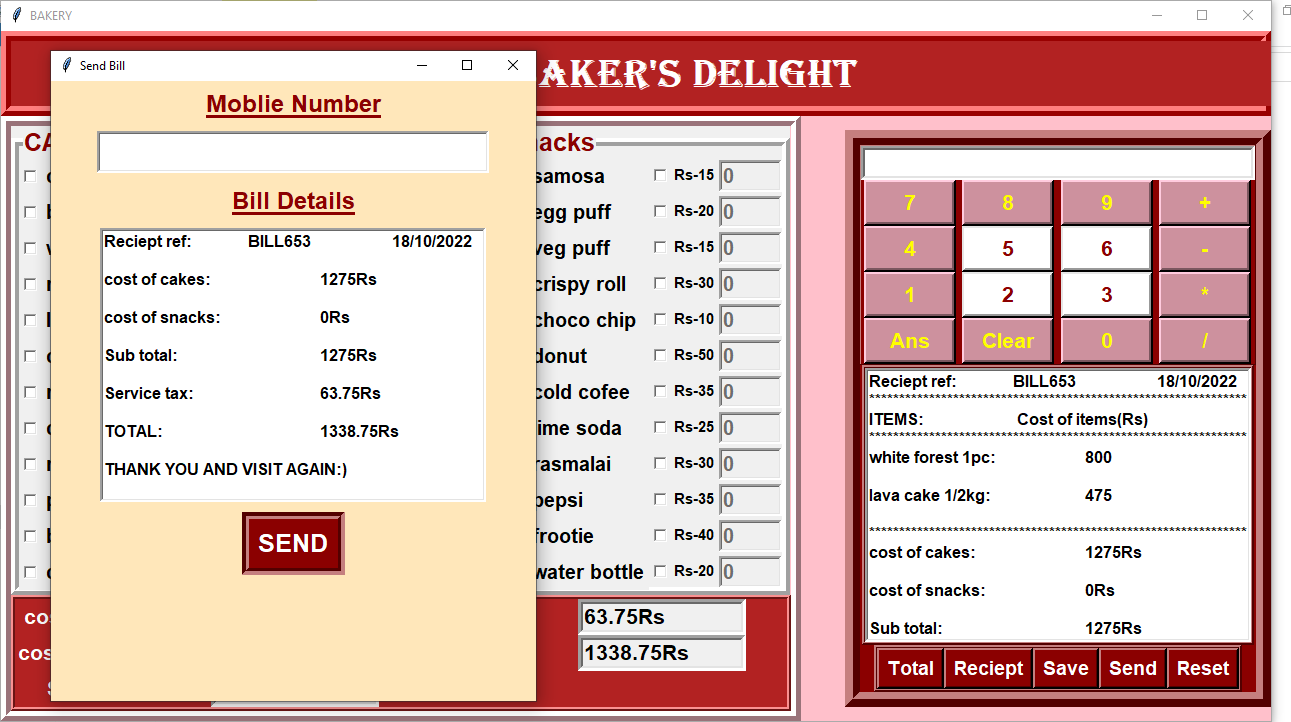 BAKERY
AKER'S DELIGHT
Send Bill
Moblie Number
Bill Details
Reciept ref: BILL653 18/10/2022
cost of cakes: 1275Rs
cost of snacks: 0Rs
Sub total: 1275Rs
Service tax: 63.75Rs
TOTAL: 1338.75Rs
THANK YOU AND VISIT AGAIN:)
SEND
CA
acks
samosa Rs-15 0
egg puff Rs-20 0
veg puff Rs-15 0
crispy roll Rs-30 0
choco chip Rs-10 0
donut Rs-50 0
cold cofee Rs-35 0
ime soda Rs-25 0
rasmalai Rs-30 0
pepsi Rs-35 0
frootie Rs-40 0
water bottle Rs-20 0
cos
cos
63.75Rs
1338.75Rs
7 8 9 +
4 5 6 -
1 2 3 *
Ans Clear 0 /
Reciept ref: BILL653 18/10/2022
******************************************************
ITEMS: Cost of items(Rs)
******************************************************
white forest 1pc: 800
lava cake 1/2kg: 475
******************************************************
cost of cakes: 1275Rs
cost of snacks: 0Rs
Sub total: 1275Rs
Total Reciept Save Send Reset